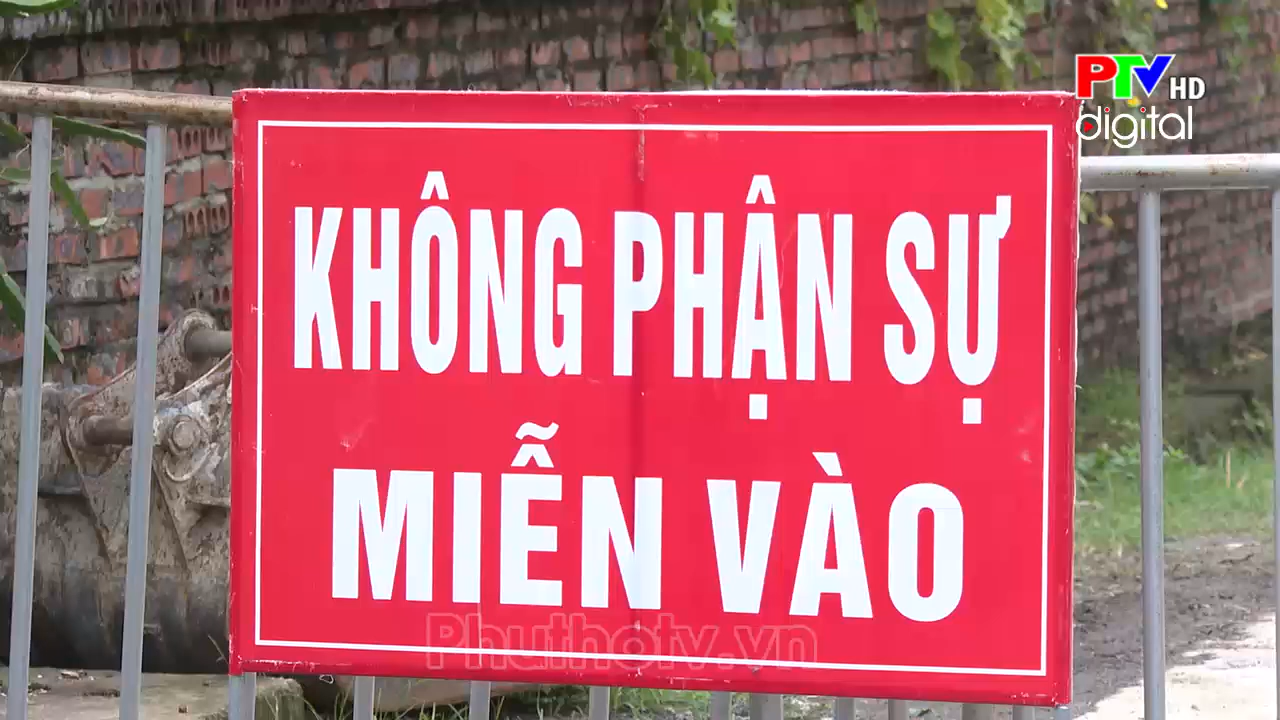 PTV HD
digital
KHÔNG PHẬN SỰ
MIỄN VÀO
Phuthotv.vn